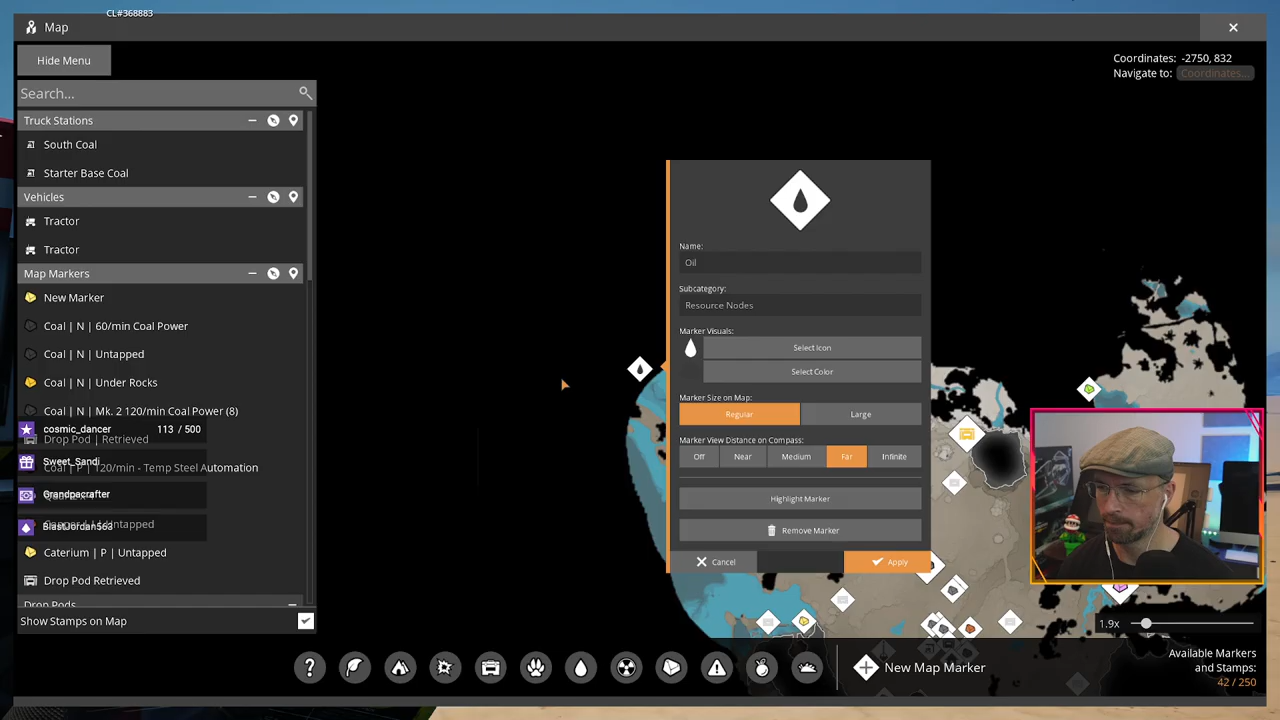 CL#368883
Map
Hide Menu
Coordinates: -2750, 832
Navigate to: Coordinates...
Search...
Truck Stations
South Coal
Starter Base Coal
Vehicles
Tractor
Tractor
Map Markers
New Marker
Coal | N | 60/min Coal Power
Coal | N | Untapped
Coal | N | Under Rocks
Coal | N | Mk. 2 120/min Coal Power (8)
cosmic_dancer 113 / 500
Drop Pod | Retrieved
Sweet_Sandi
Coal | P | 120/min - Temp Steel Automation
Grandpacrafter
Untapped
Caterium | P | Untapped
Drop Pod Retrieved
Drop Pods
Show Stamps on Map
Name:
Oil
Subcategory:
Resource Nodes
Marker Visuals:
Select Icon
Select Color
Marker Size on Map:
Regular Large
Marker View Distance on Compass:
Off Near Medium Far Infinite
Highlight Marker
Remove Marker
Cancel Apply
1.9x
New Map Marker
Available Markers
and Stamps:
42 / 250